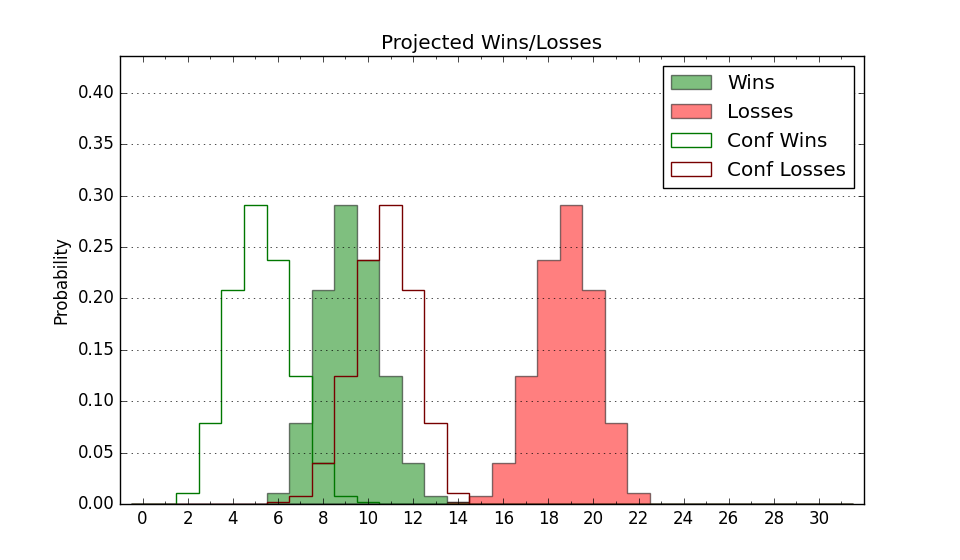 Projected Wins/Losses
Wins
Losses
Conf Wins
Conf Losses
Probability
0.40
0.35
0.30
0.25
0.20
0.15
0.10
0.05
0.00
0 2 4 6 8 10 12 14 16 18 20 22 24 26 28 30